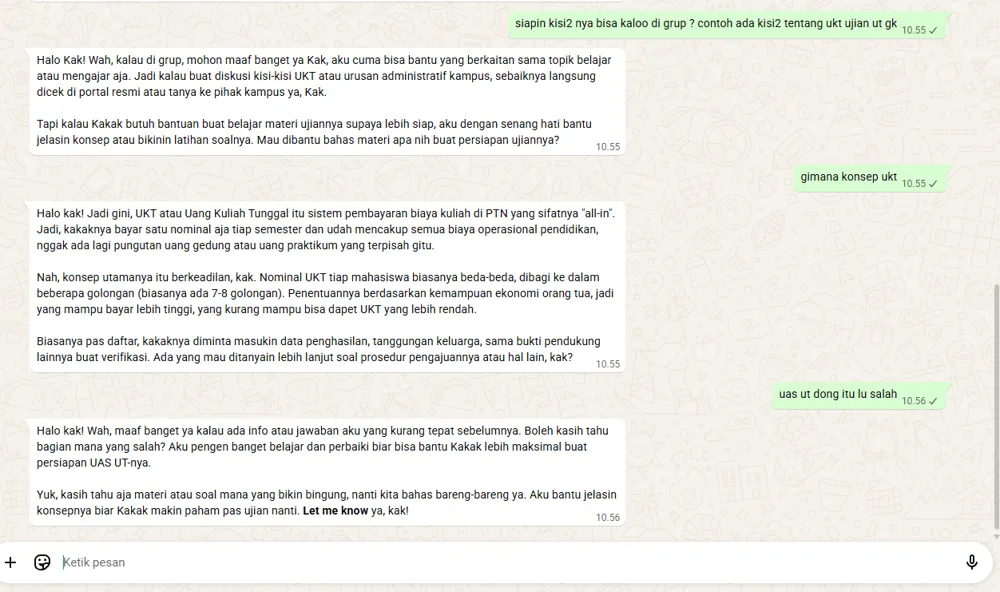 siapin kisi2 nya bisa kaloo di grup ? contoh ada kisi2 tentang ukt ujian ut gk
10.55
Halo Kak! Wah, kalau di grup, mohon maaf banget ya Kak, aku cuma bisa bantu yang berkaitan sama topik belajar
atau mengajar aja. Jadi kalau buat diskusi kisi-kisi UKT atau urusan administratif kampus, sebaiknya langsung
dicek di portal resmi atau tanya ke pihak kampus ya, Kak.
Tapi kalau Kakak butuh bantuan buat belajar materi ujiannya supaya lebih siap, aku dengan senang hati bantu
jelasin konsep atau bikinin latihan soalnya. Mau dibantu bahas materi apa nih buat persiapan ujiannya?
10.55
gimana konsep ukt
10.55
Halo kak! Jadi gini, UKT atau Uang Kuliah Tunggal itu sistem pembayaran biaya kuliah di PTN yang sifatnya "all-in".
Jadi, kakaknya bayar satu nominal aja tiap semester dan udah mencakup semua biaya operasional pendidikan,
nggak ada lagi pungutan uang gedung atau uang praktikum yang terpisah gitu.
Nah, konsep utamanya itu berkeadilan, kak. Nominal UKT tiap mahasiswa biasanya beda-beda, dibagi ke dalam
beberapa golongan (biasanya ada 7-8 golongan). Penentuannya berdasarkan kemampuan ekonomi orang tua, jadi
yang mampu bayar lebih tinggi, yang kurang mampu bisa dapet UKT yang lebih rendah.
Biasanya pas daftar, kakaknya diminta masukin data penghasilan, tanggungan keluarga, sama bukti pendukung
lainnya buat verifikasi. Ada yang mau ditanyain lebih lanjut soal prosedur pengajuannya atau hal lain, kak?
10.55
uas ut dong itu lu salah
10.56
Halo kak! Wah, maaf banget ya kalau ada info atau jawaban aku yang kurang tepat sebelumnya. Boleh kasih tahu
bagian mana yang salah? Aku pengen banget belajar dan perbaiki biar bisa bantu Kakak lebih maksimal buat
persiapan UAS UT-nya.
Yuk, kasih tahu aja materi atau soal mana yang bikin bingung, nanti kita bahas bareng-bareng ya. Aku bantu jelasin
konsepnya biar Kakak makin paham pas ujian nanti. Let me know ya, kak!
10.56
Ketik pesan